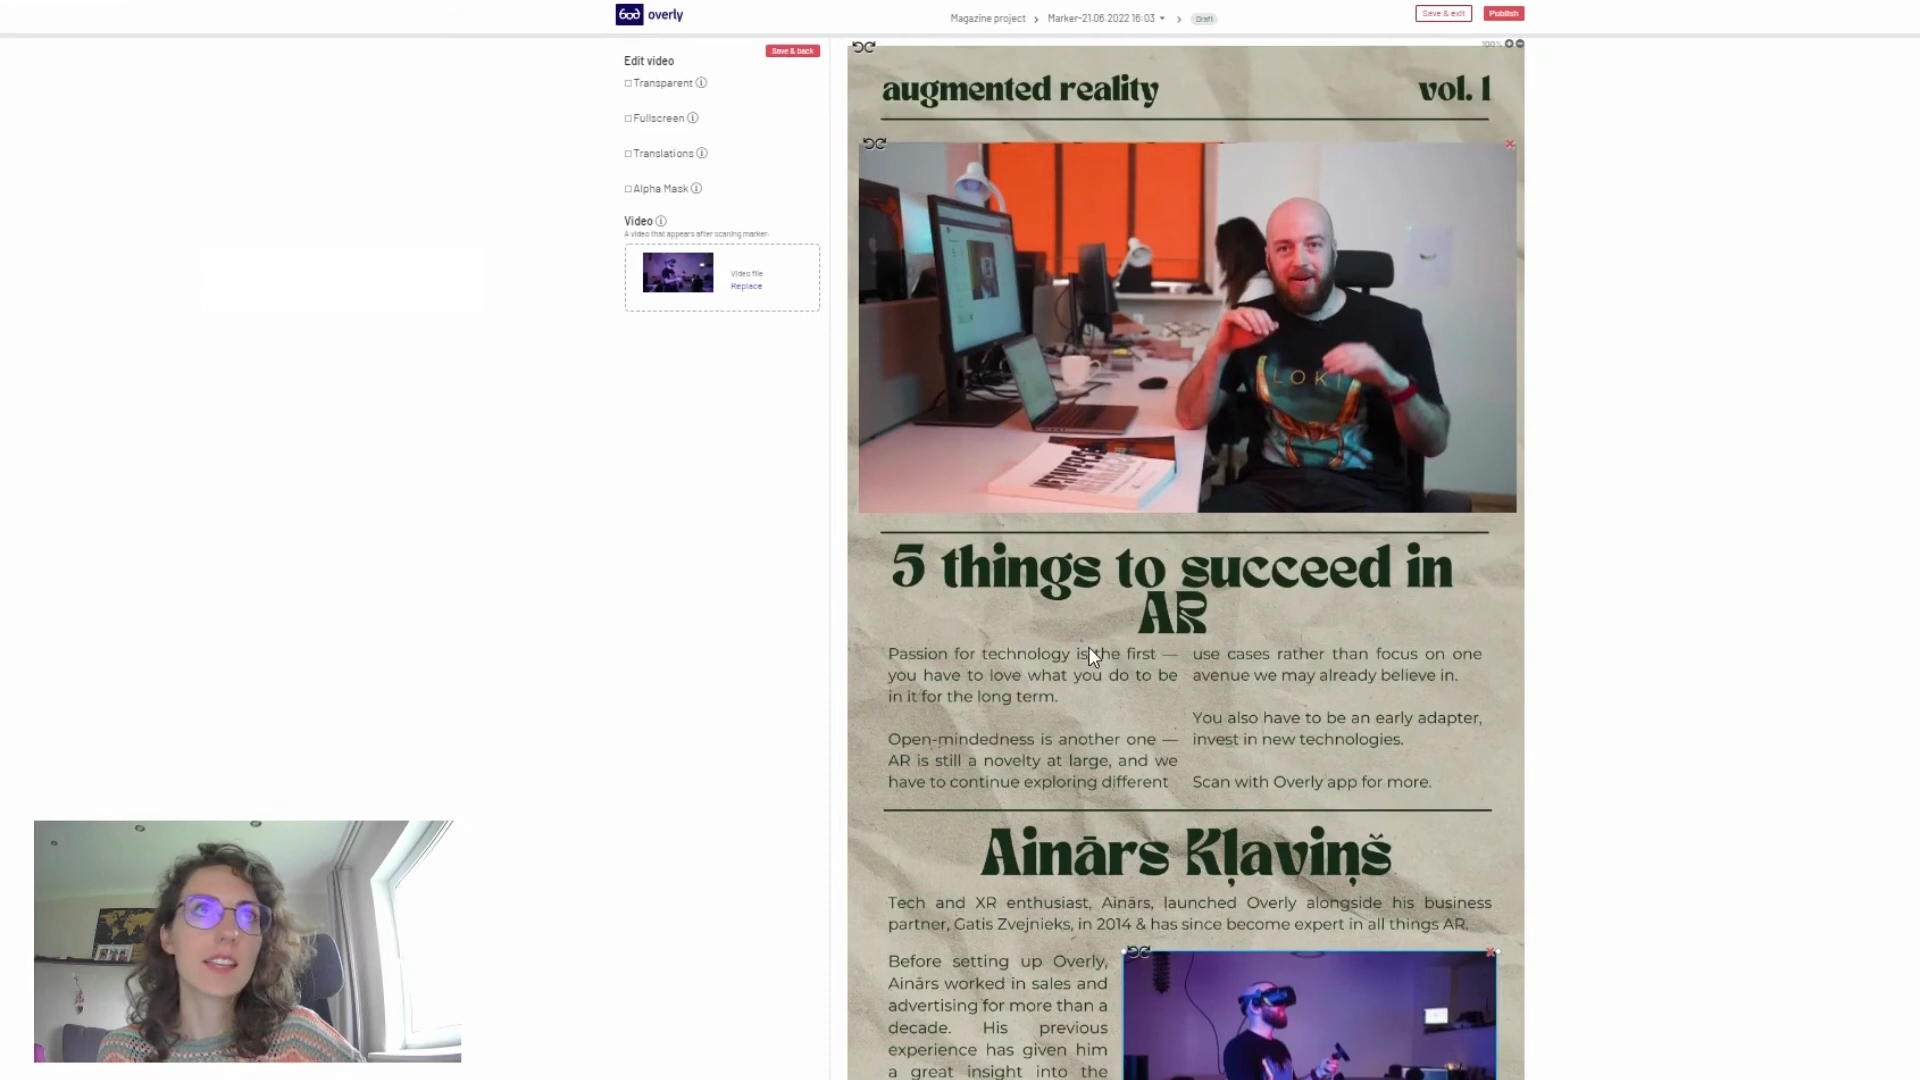 overly
Magazine project
Marker-21.06.2022 16:03
Draft
Save & exit
Publish
Edit video
Save & back
Transparent
Fullscreen
Translations
Alpha Mask
Video
A video that appears after scaning marker
Video file
Replace
100%
augmented reality
vol. 1
LOKI
METAVERSE
5 things to succeed in
AR
Passion for technology is the first —
you have to love what you do to be
in it for the long term.
Open-mindedness is another one —
AR is still a novelty at large, and we
have to continue exploring different
use cases rather than focus on one
avenue we may already believe in.
You also have to be an early adapter,
invest in new technologies.
Scan with Overly app for more.
Ainārs Kļaviņš
Tech and XR enthusiast, Ainārs, launched Overly alongside his business
partner, Gatis Zvejnieks, in 2014 & has since become expert in all things AR.
Before setting up Overly,
Ainārs worked in sales and
advertising for more than a
decade. His previous
experience has given him
a great insight into the